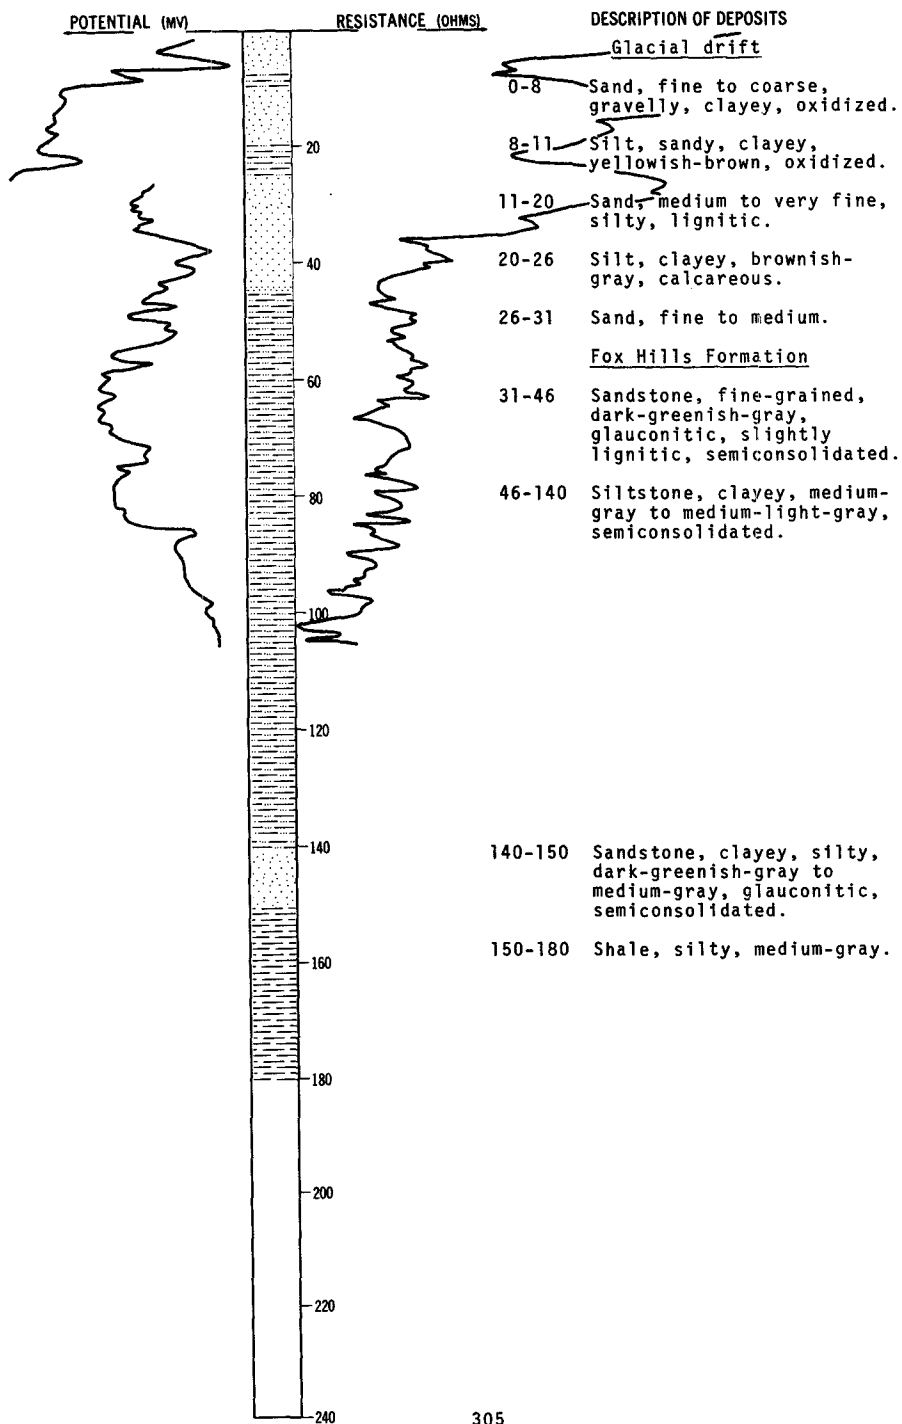 POTENTIAL (MV) RESISTANCE (OHMS) DESCRIPTION OF DEPOSITS
Glacial drift
0-8 Sand, fine to coarse,
gravelly, clayey, oxidized.
8-11 Silt, sandy, clayey,
yellowish-brown, oxidized.
20
11-20 Sand, medium to very fine,
silty, lignitic.
40
20-26 Silt, clayey, brownish-
gray, calcareous.
26-31 Sand, fine to medium.
Fox Hills Formation
60
31-46 Sandstone, fine-grained,
dark-greenish-gray,
glauconitic, slightly
lignitic, semiconsolidated.
80
46-140 Siltstone, clayey, medium-
gray to medium-light-gray,
semiconsolidated.
100
120
140
140-150 Sandstone, clayey, silty,
dark-greenish-gray to
medium-gray, glauconitic,
semiconsolidated.
150-180 Shale, silty, medium-gray.
160
180
200
220
240
305